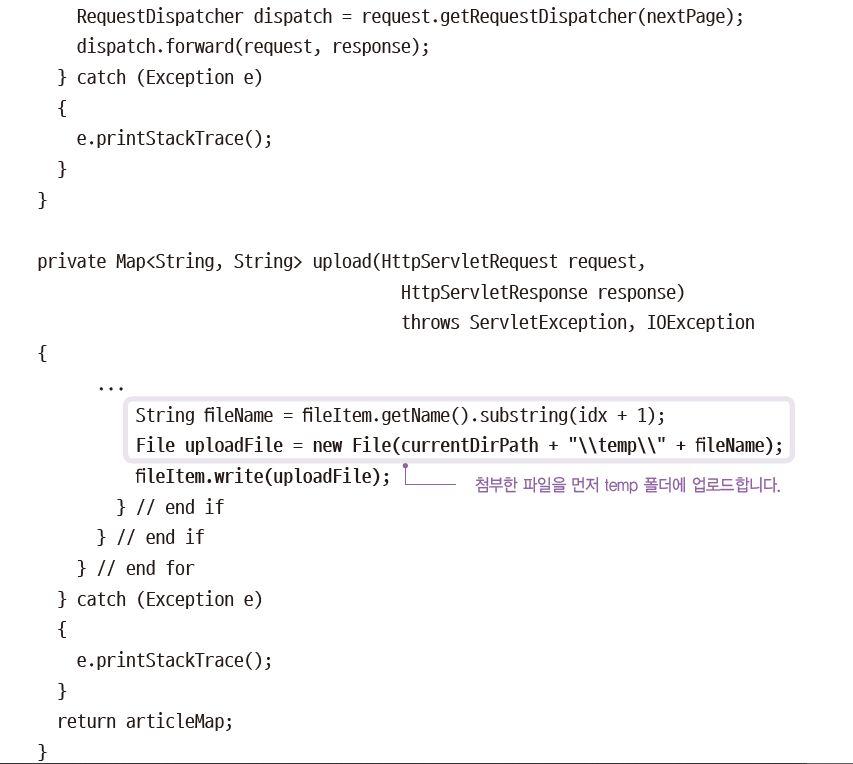 RequestDispatcher dispatch = request.getRequestDispatcher(nextPage);
dispatch.forward(request, response);
} catch (Exception e)
{
e.printStackTrace();
}
}
private Map<String, String> upload(HttpServletRequest request,
HttpServletResponse response)
throws ServletException, IOException
{
...
String fileName = fileItem.getName().substring(idx + 1);
File uploadFile = new File(currentDirPath + "\\temp\\" + fileName);
fileItem.write(uploadFile);
첨부한 파일을 먼저 temp 폴더에 업로드합니다.
} // end if
} // end if
} // end for
} catch (Exception e)
{
e.printStackTrace();
}
return articleMap;
}